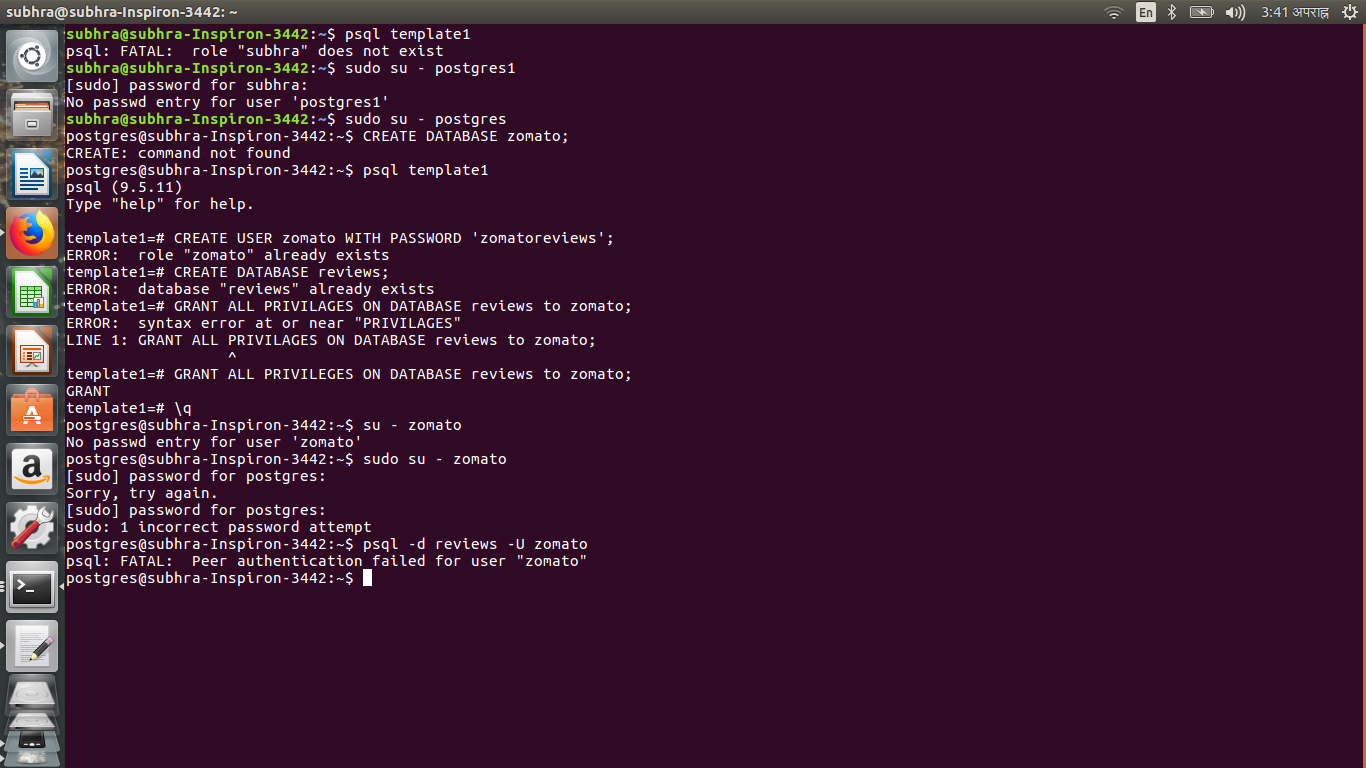 subhra@subhra-Inspiron-3442: ~
En
3:41 अपराह्न
subhra@subhra-Inspiron-3442:~$ psql template1
psql: FATAL:  role "subhra" does not exist
subhra@subhra-Inspiron-3442:~$ sudo su - postgres1
[sudo] password for subhra:
No passwd entry for user 'postgres1'
subhra@subhra-Inspiron-3442:~$ sudo su - postgres
postgres@subhra-Inspiron-3442:~$ CREATE DATABASE zomato;
CREATE: command not found
postgres@subhra-Inspiron-3442:~$ psql template1
psql (9.5.11)
Type "help" for help.
template1=# CREATE USER zomato WITH PASSWORD 'zomatoreviews';
ERROR:  role "zomato" already exists
template1=# CREATE DATABASE reviews;
ERROR:  database "reviews" already exists
template1=# GRANT ALL PRIVILAGES ON DATABASE reviews to zomato;
ERROR:  syntax error at or near "PRIVILAGES"
LINE 1: GRANT ALL PRIVILAGES ON DATABASE reviews to zomato;
^
template1=# GRANT ALL PRIVILEGES ON DATABASE reviews to zomato;
GRANT
template1=# \q
postgres@subhra-Inspiron-3442:~$ su - zomato
No passwd entry for user 'zomato'
postgres@subhra-Inspiron-3442:~$ sudo su - zomato
[sudo] password for postgres:
Sorry, try again.
[sudo] password for postgres:
sudo: 1 incorrect password attempt
postgres@subhra-Inspiron-3442:~$ psql -d reviews -U zomato
psql: FATAL:  Peer authentication failed for user "zomato"
postgres@subhra-Inspiron-3442:~$